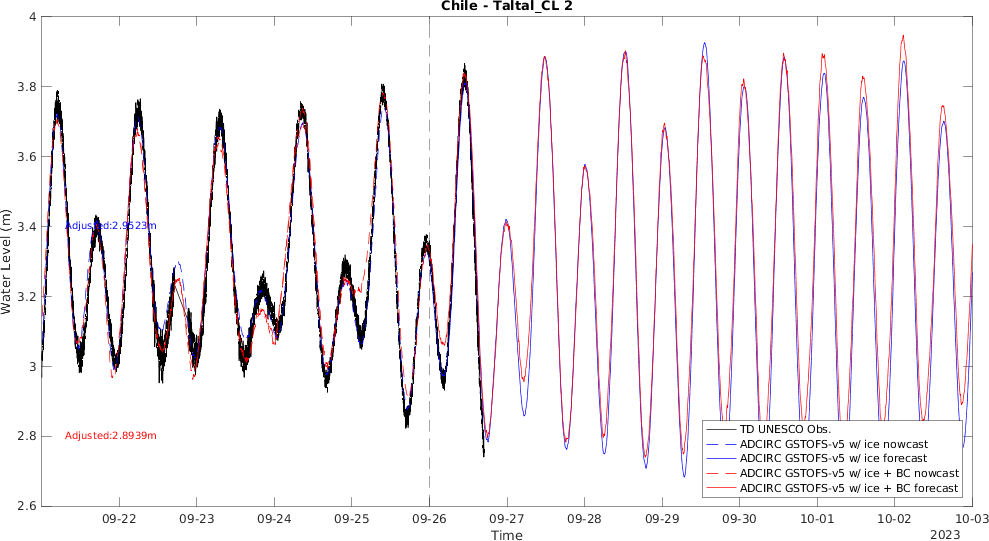 Chile - Taltal_CL 2
4
3.8
3.6
3.4
3.2
3
2.8
2.6
Water Level (m)
Adjusted:2.9523m
Adjusted:2.8939m
TD UNESCO Obs.
ADCIRC GSTOFS-v5 w/ ice nowcast
ADCIRC GSTOFS-v5 w/ ice forecast
ADCIRC GSTOFS-v5 w/ ice + BC nowcast
ADCIRC GSTOFS-v5 w/ ice + BC forecast
09-22 09-23 09-24 09-25 09-26 09-27 09-28 09-29 09-30 10-01 10-02 10-03
Time
2023